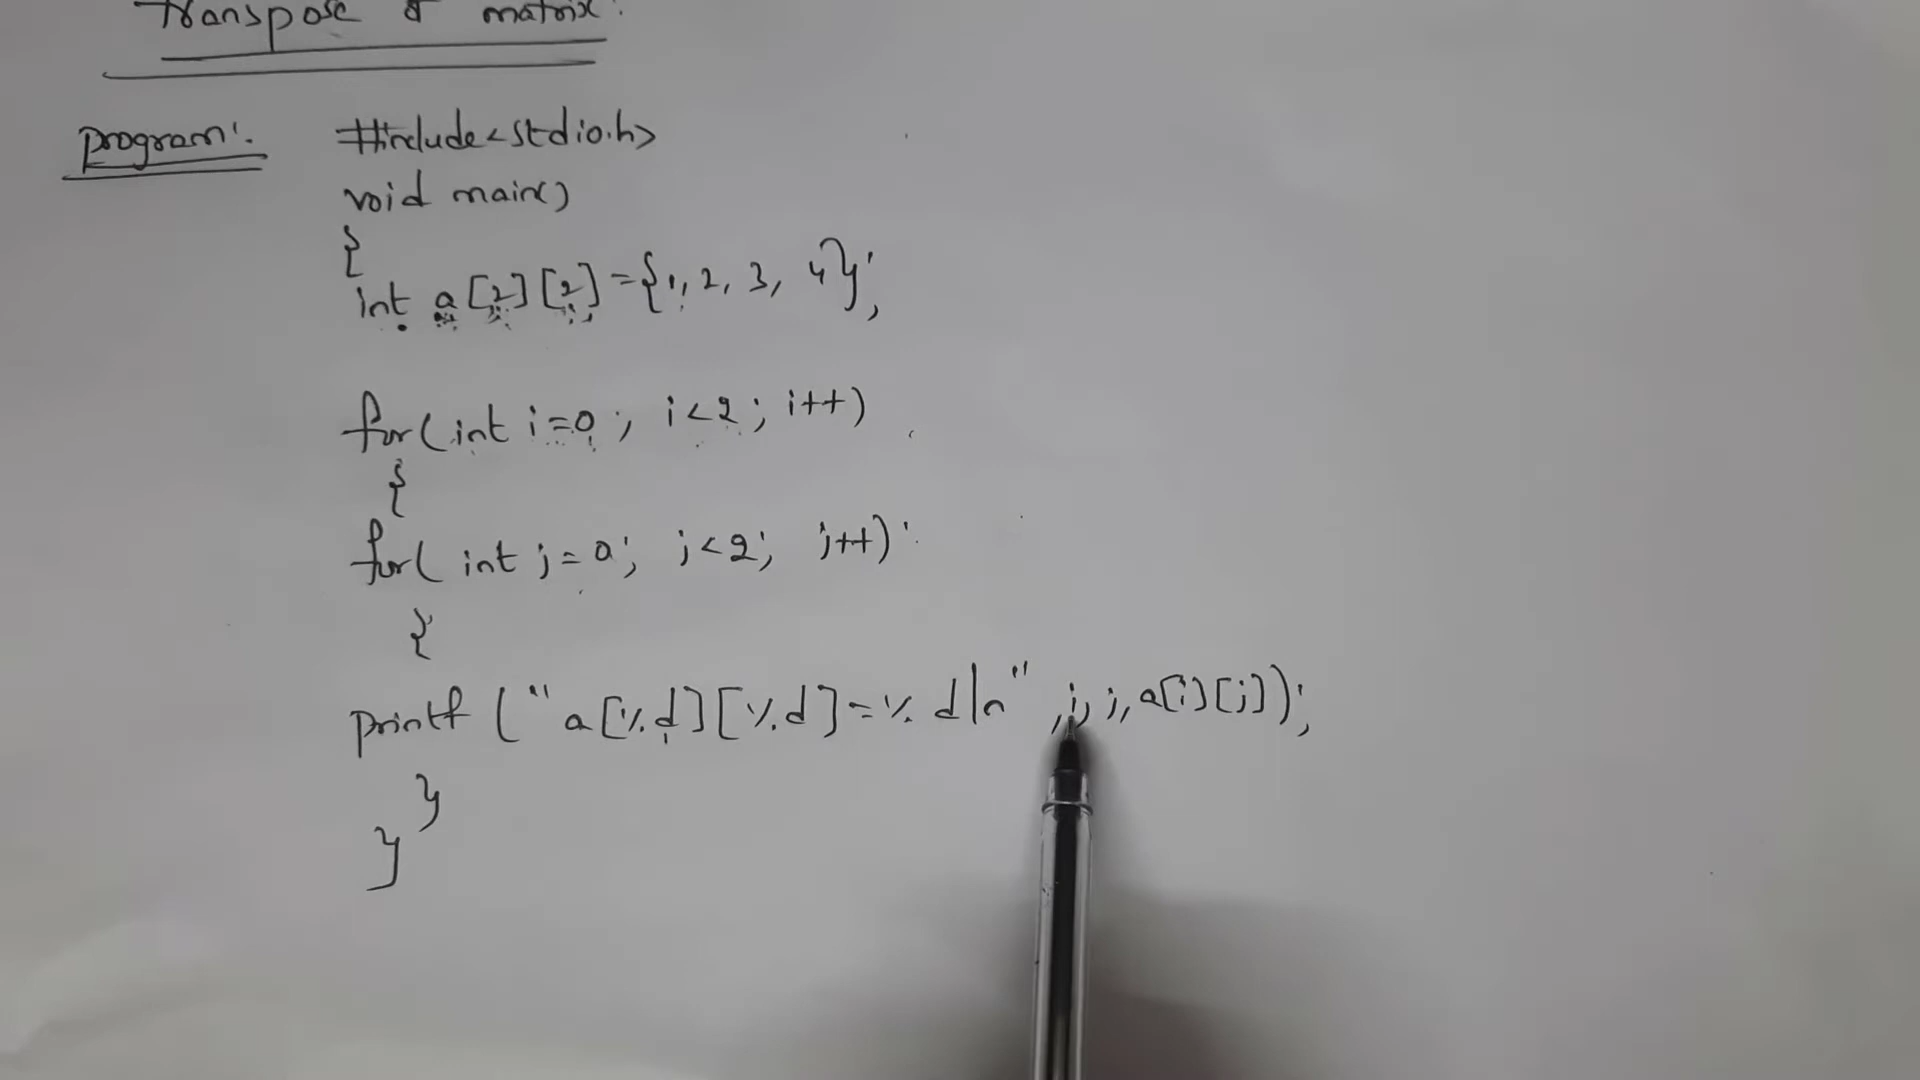 Transpose of matrix.
program:
#include<stdio.h>
void main()
{
int a[2][2]={1,2,3,4};
for(int i=0; i<2; i++)
{
for( int j=0; j<2; j++)
{
printf ("a[%d][%d]=%d\n",i,j,a[i][j]);
}
}